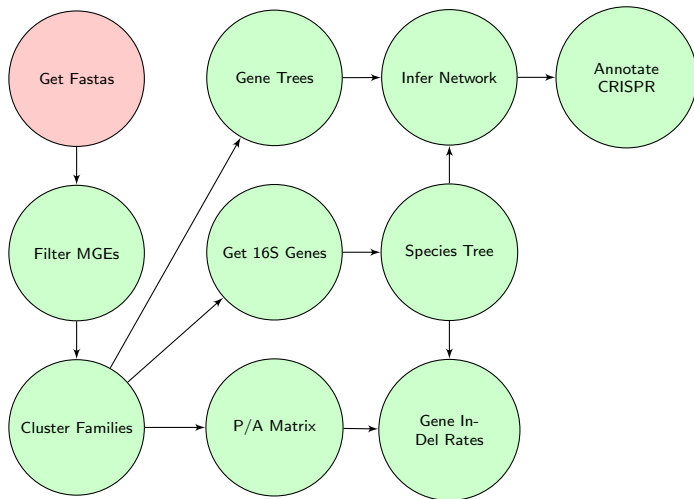 Get Fastas
Gene Trees
Infer Network
Annotate
CRISPR
Filter MGEs
Get 16S Genes
Species Tree
Cluster Families
P/A Matrix
Gene In-
Del Rates